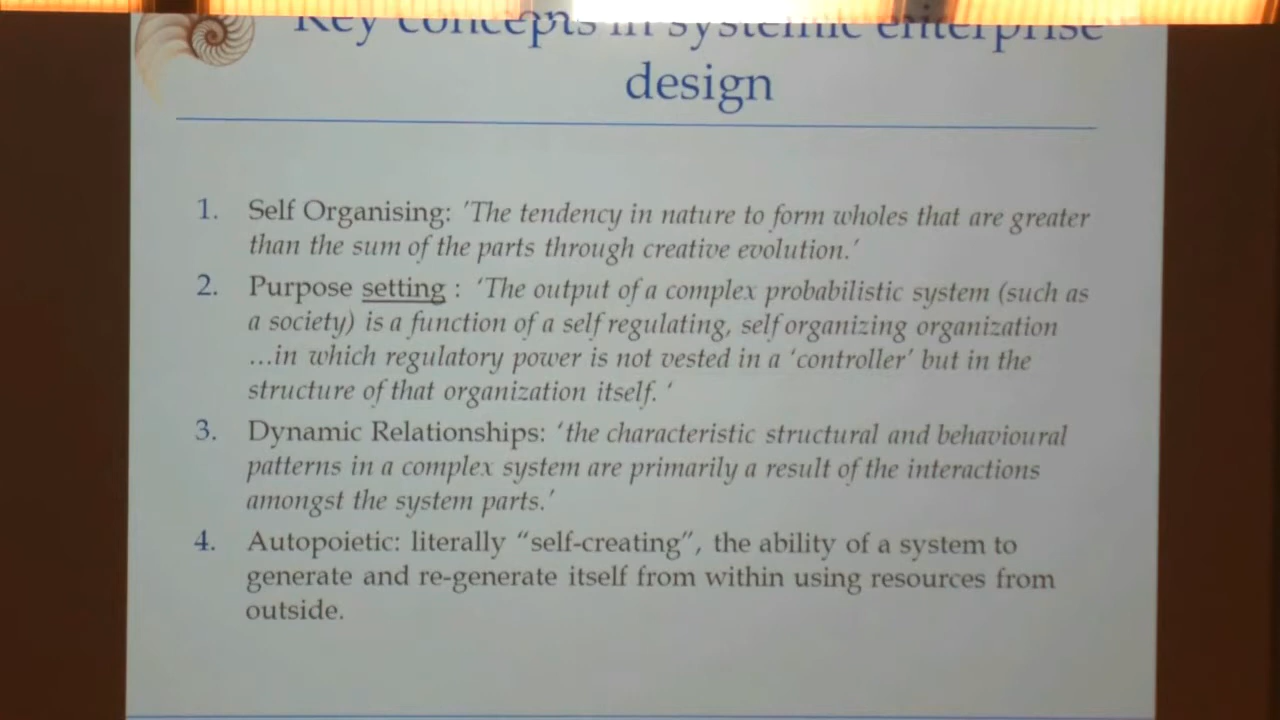 Key concepts in systemic enterprise
design
1. Self Organising: 'The tendency in nature to form wholes that are greater
than the sum of the parts through creative evolution.'
2. Purpose setting : 'The output of a complex probabilistic system (such as
a society) is a function of a self regulating, self organizing organization
…in which regulatory power is not vested in a 'controller' but in the
structure of that organization itself. '
3. Dynamic Relationships: 'the characteristic structural and behavioural
patterns in a complex system are primarily a result of the interactions
amongst the system parts.'
4. Autopoietic: literally “self-creating”, the ability of a system to
generate and re-generate itself from within using resources from
outside.